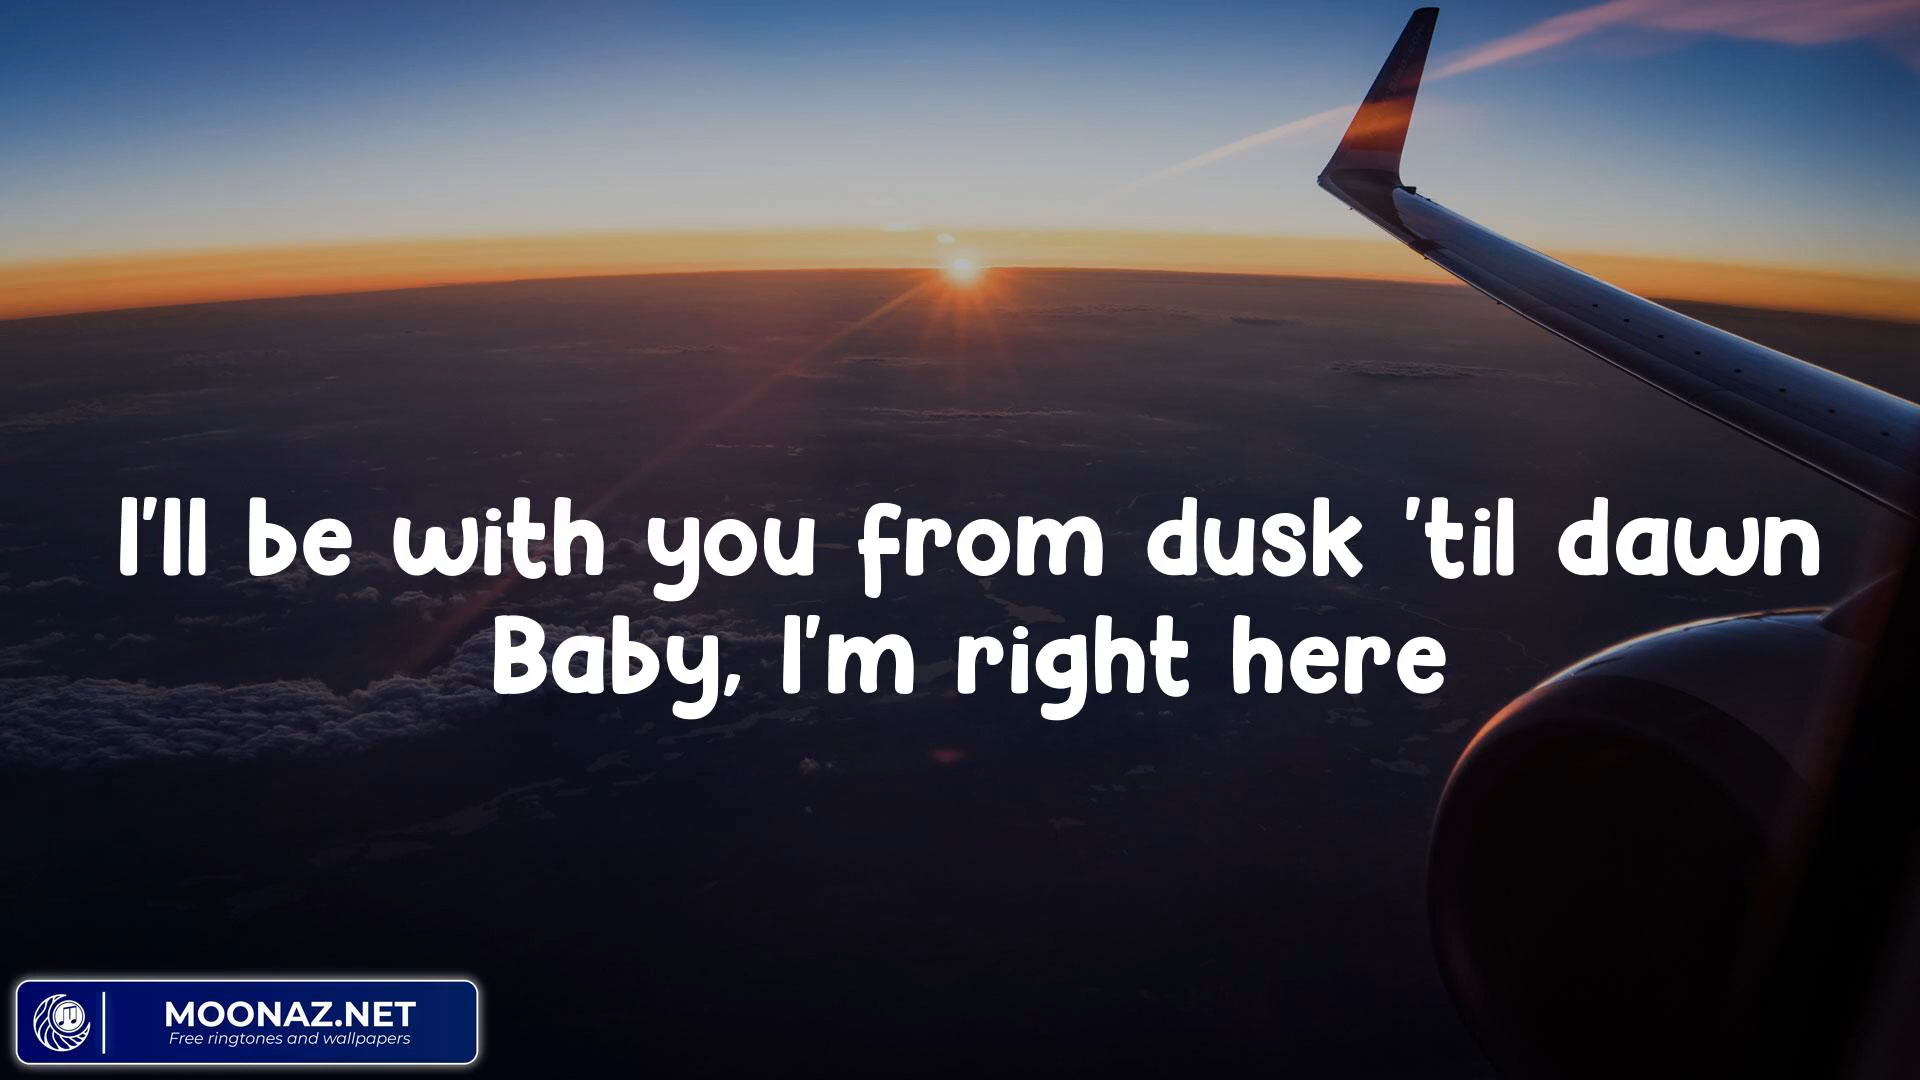 I'll be with you from dusk 'til dawn
Baby, I'm right here
MOONAZ.NET
Free ringtones and wallpapers